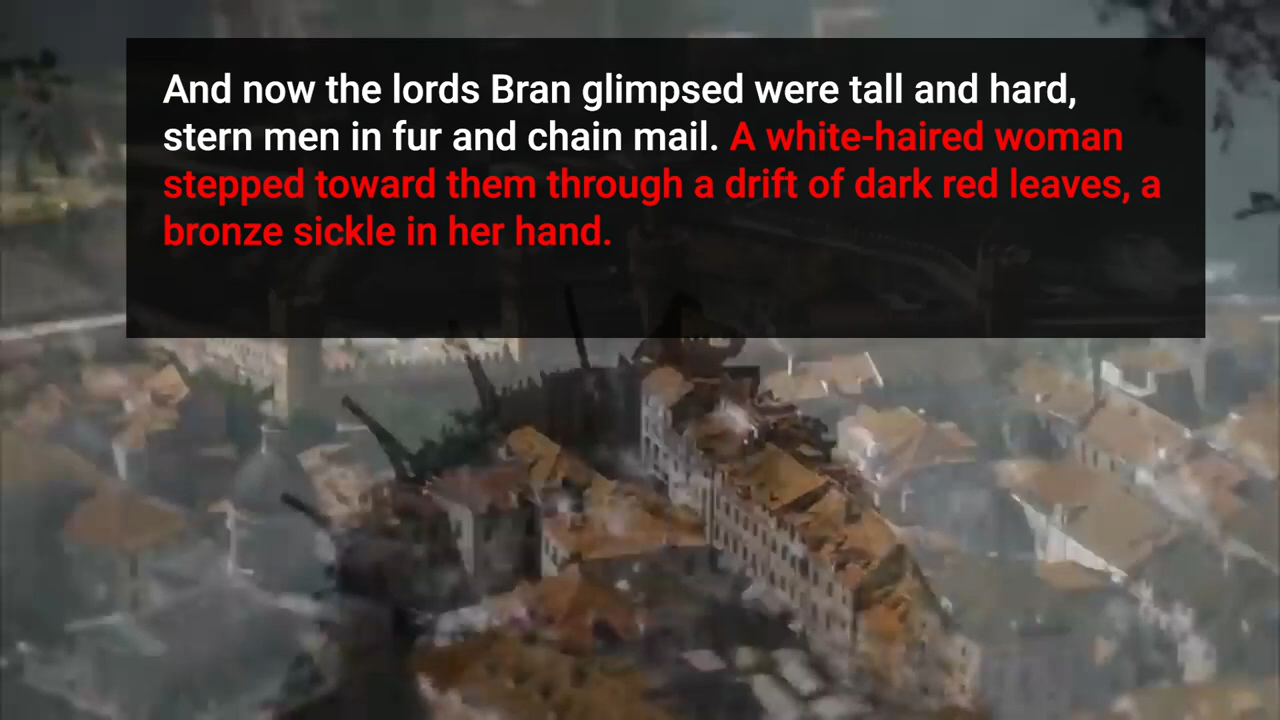 And now the lords Bran glimpsed were tall and hard,
stern men in fur and chain mail. A white-haired woman
stepped toward them through a drift of dark red leaves, a
bronze sickle in her hand.